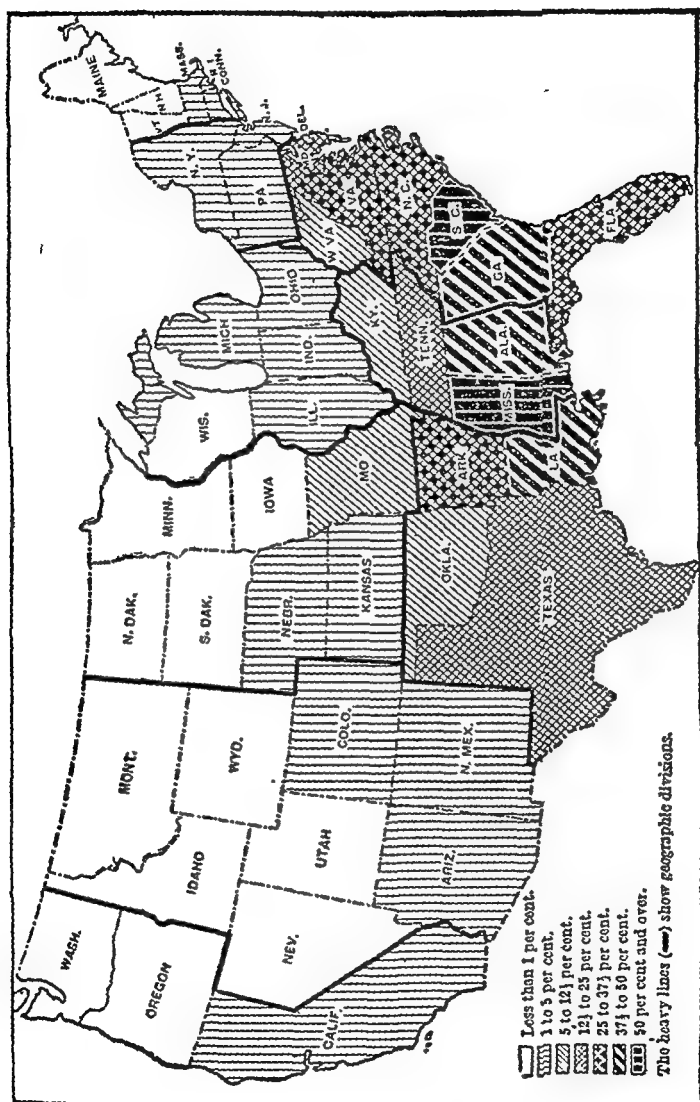 WASH.
OREGON
CALIF.
NEV.
IDAHO
MONT.
WYO.
UTAH
COLO.
ARIZ.
N. MEX.
N. DAK.
S. DAK.
NEBR.
KANSAS
OKLA.
TEXAS
MINN.
IOWA
MO
ARK.
LA
WIS.
ILL.
MICH
IND.
OHIO
KY.
TENN.
MISS.
ALA.
GA
FLA
S.C.
N.C.
VA
W VA
MD.
DEL.
PA
N.J.
N.Y.
CONN.
R I
MASS.
N.H.
MAINE
Less than 1 per cent.
1 to 5 per cent.
5 to 12½ per cent.
12½ to 25 per cent.
25 to 37½ per cent.
37½ to 50 per cent.
50 per cent and over.
The heavy lines (━) show geographic divisions.